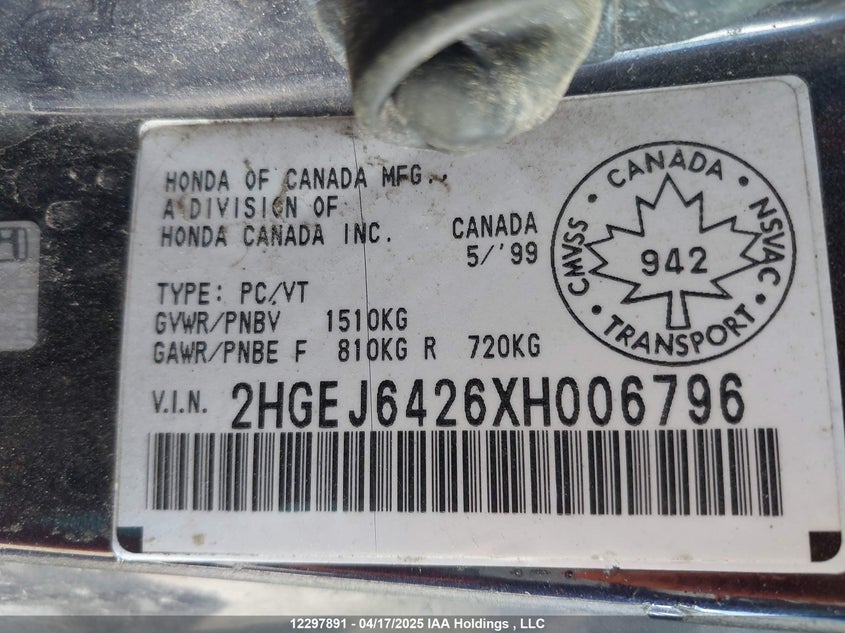 HONDA OF CANADA MFG.,
A DIVISION OF
HONDA CANADA INC. CANADA
5/'99
TYPE: PC/VT
GVWR/PNBV 1510KG
GAWR/PNBE F 810KG R 720KG
V.I.N. 2HGEJ6426XH006796
CANADA
CMVSS
NSVAC
942
TRANSPORT
12297891 - 04/17/2025 IAA Holdings , LLC